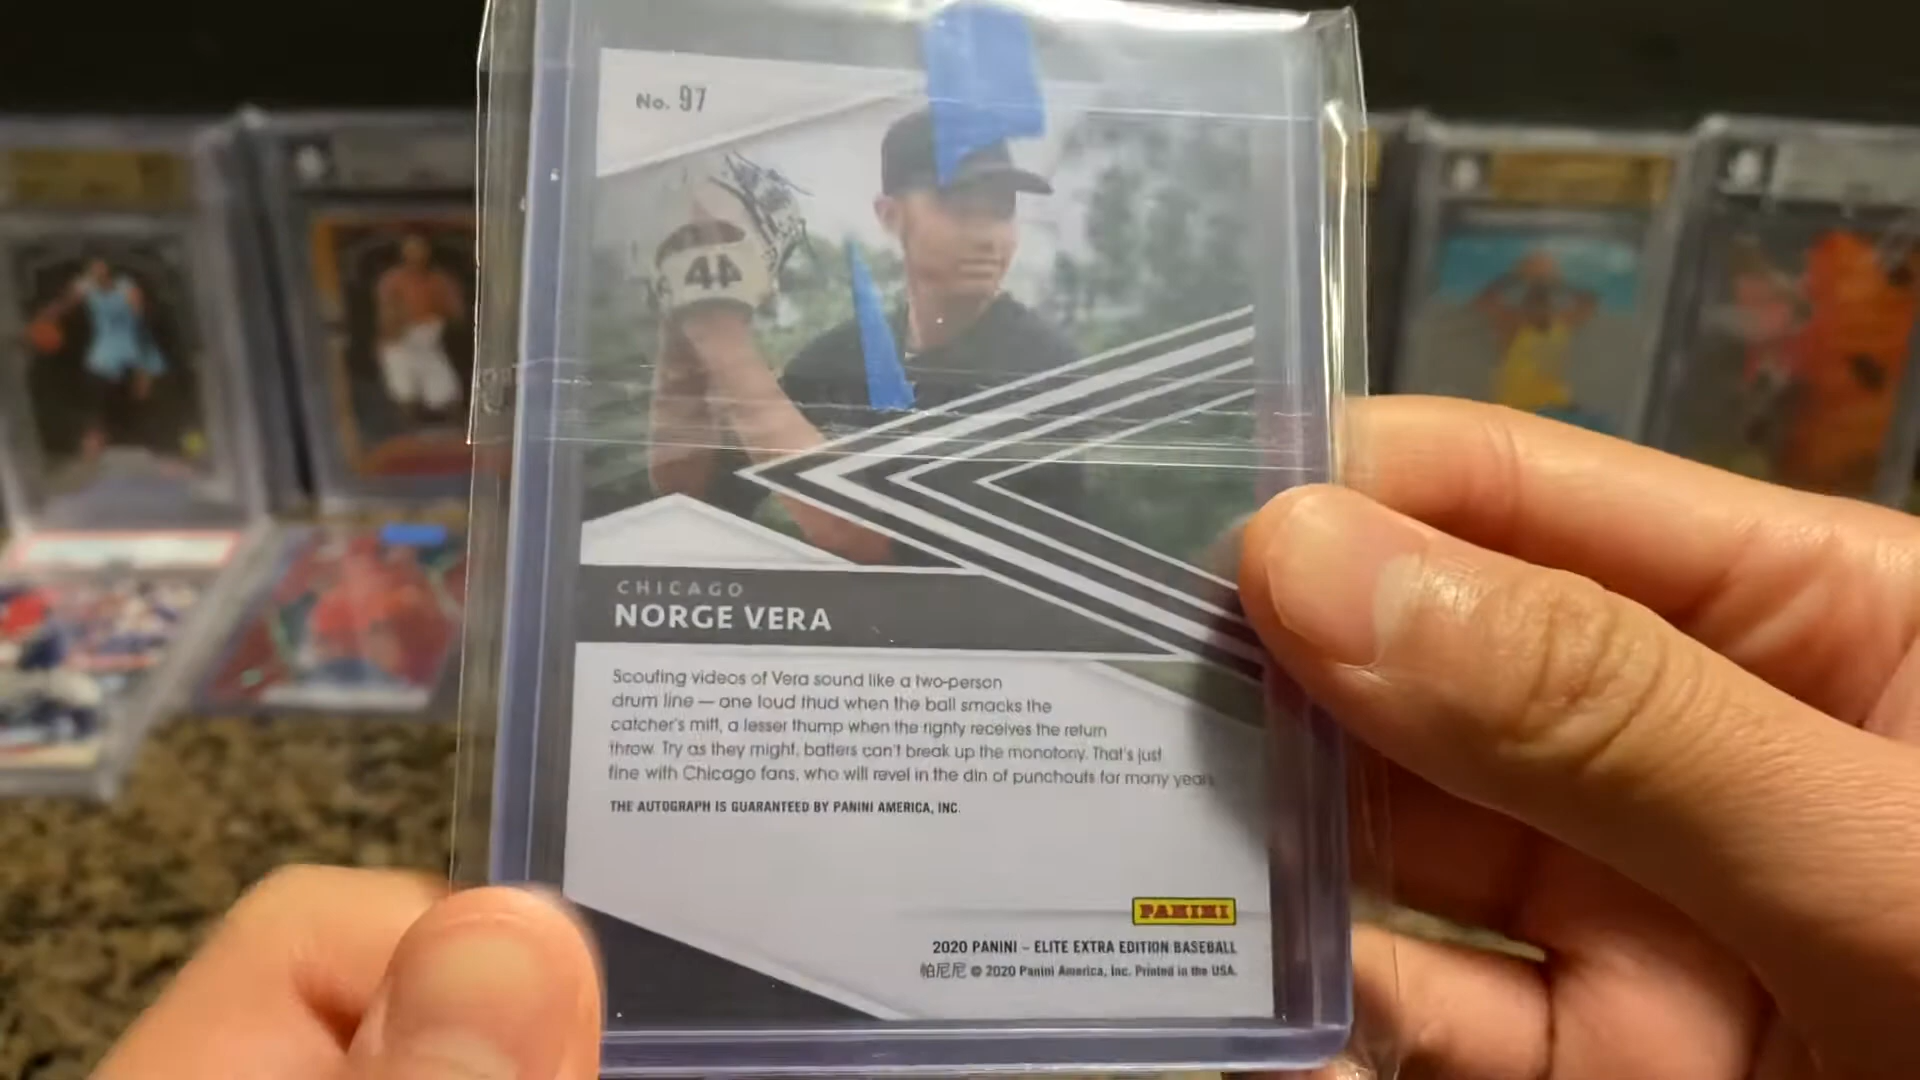 No. 97
44
CHICAGO
NORGE VERA
Scouting videos of Vera sound like a two-person
drum line — one loud thud when the ball smacks the
catcher's mitt, a lesser thump when the righty receives the return
throw. Try as they might, batters can't break up the monotony. That's just
fine with Chicago fans, who will revel in the din of punchouts for many years.
THE AUTOGRAPH IS GUARANTEED BY PANINI AMERICA, INC.
PANINI
2020 PANINI – ELITE EXTRA EDITION BASEBALL
帕尼尼 © 2020 Panini America, Inc. Printed in the USA.